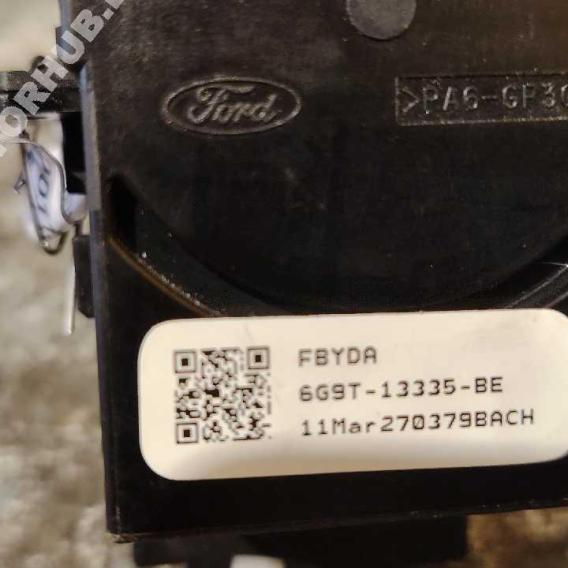 Ford
>PA6-GF30
FBYDA
6G9T-13335-BE
11Mar270379BACH